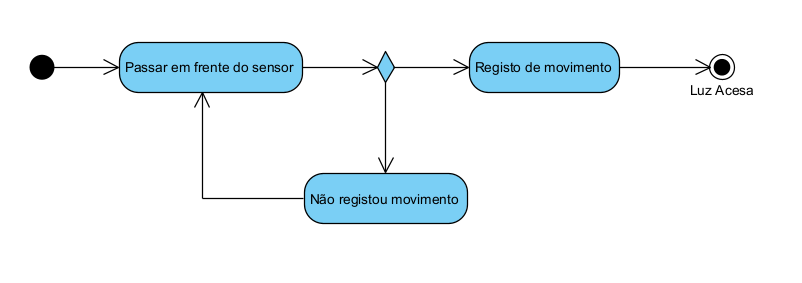 Passar em frente do sensor
Registo de movimento
Luz Acesa
Não registou movimento